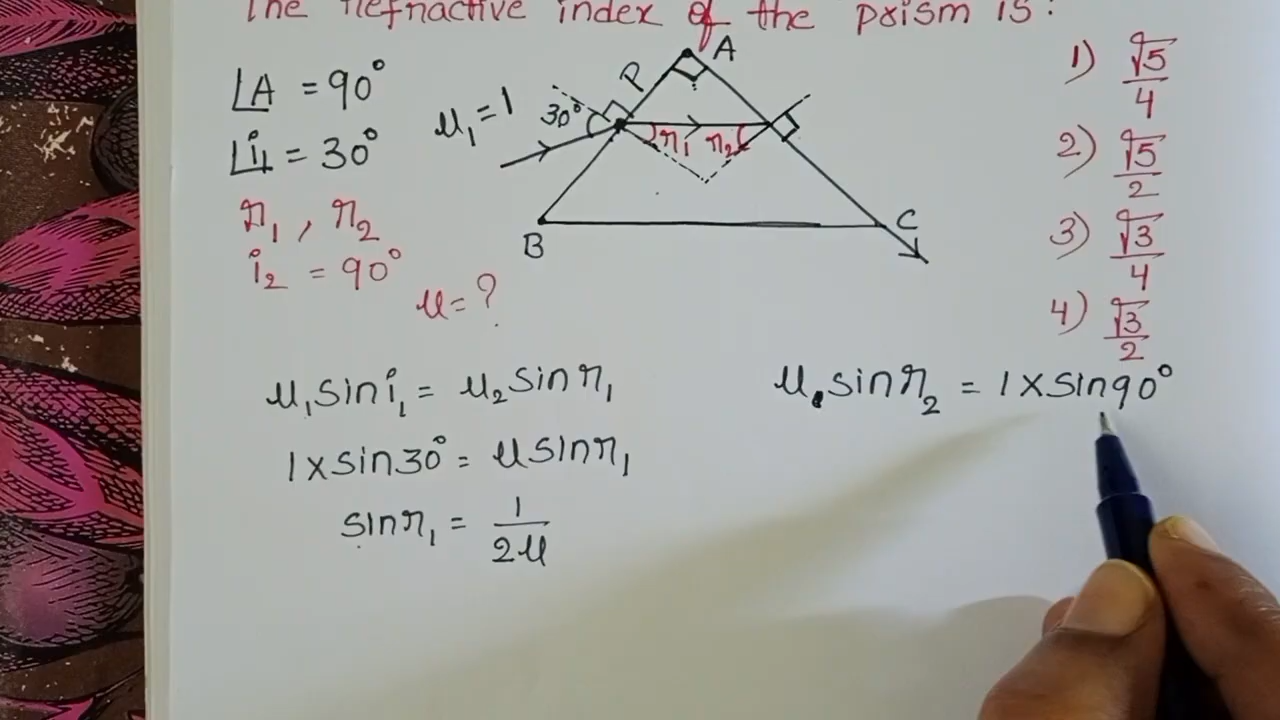 The Refractive index of the prism is:
∠A = 90°
∠i₁ = 30°
r₁, r₂
i₂ = 90°
μ = ?
μ₁ = 1
30°
P
A
r₁
r₂
B
C
1) √5/4
2) √5/2
3) √3/4
4) √3/2
μ₁ sin i₁ = μ₂ sin r₁
1 × sin 30° = μ sin r₁
sin r₁ = 1/2μ
μ. sin r₂ = 1 × sin 90°